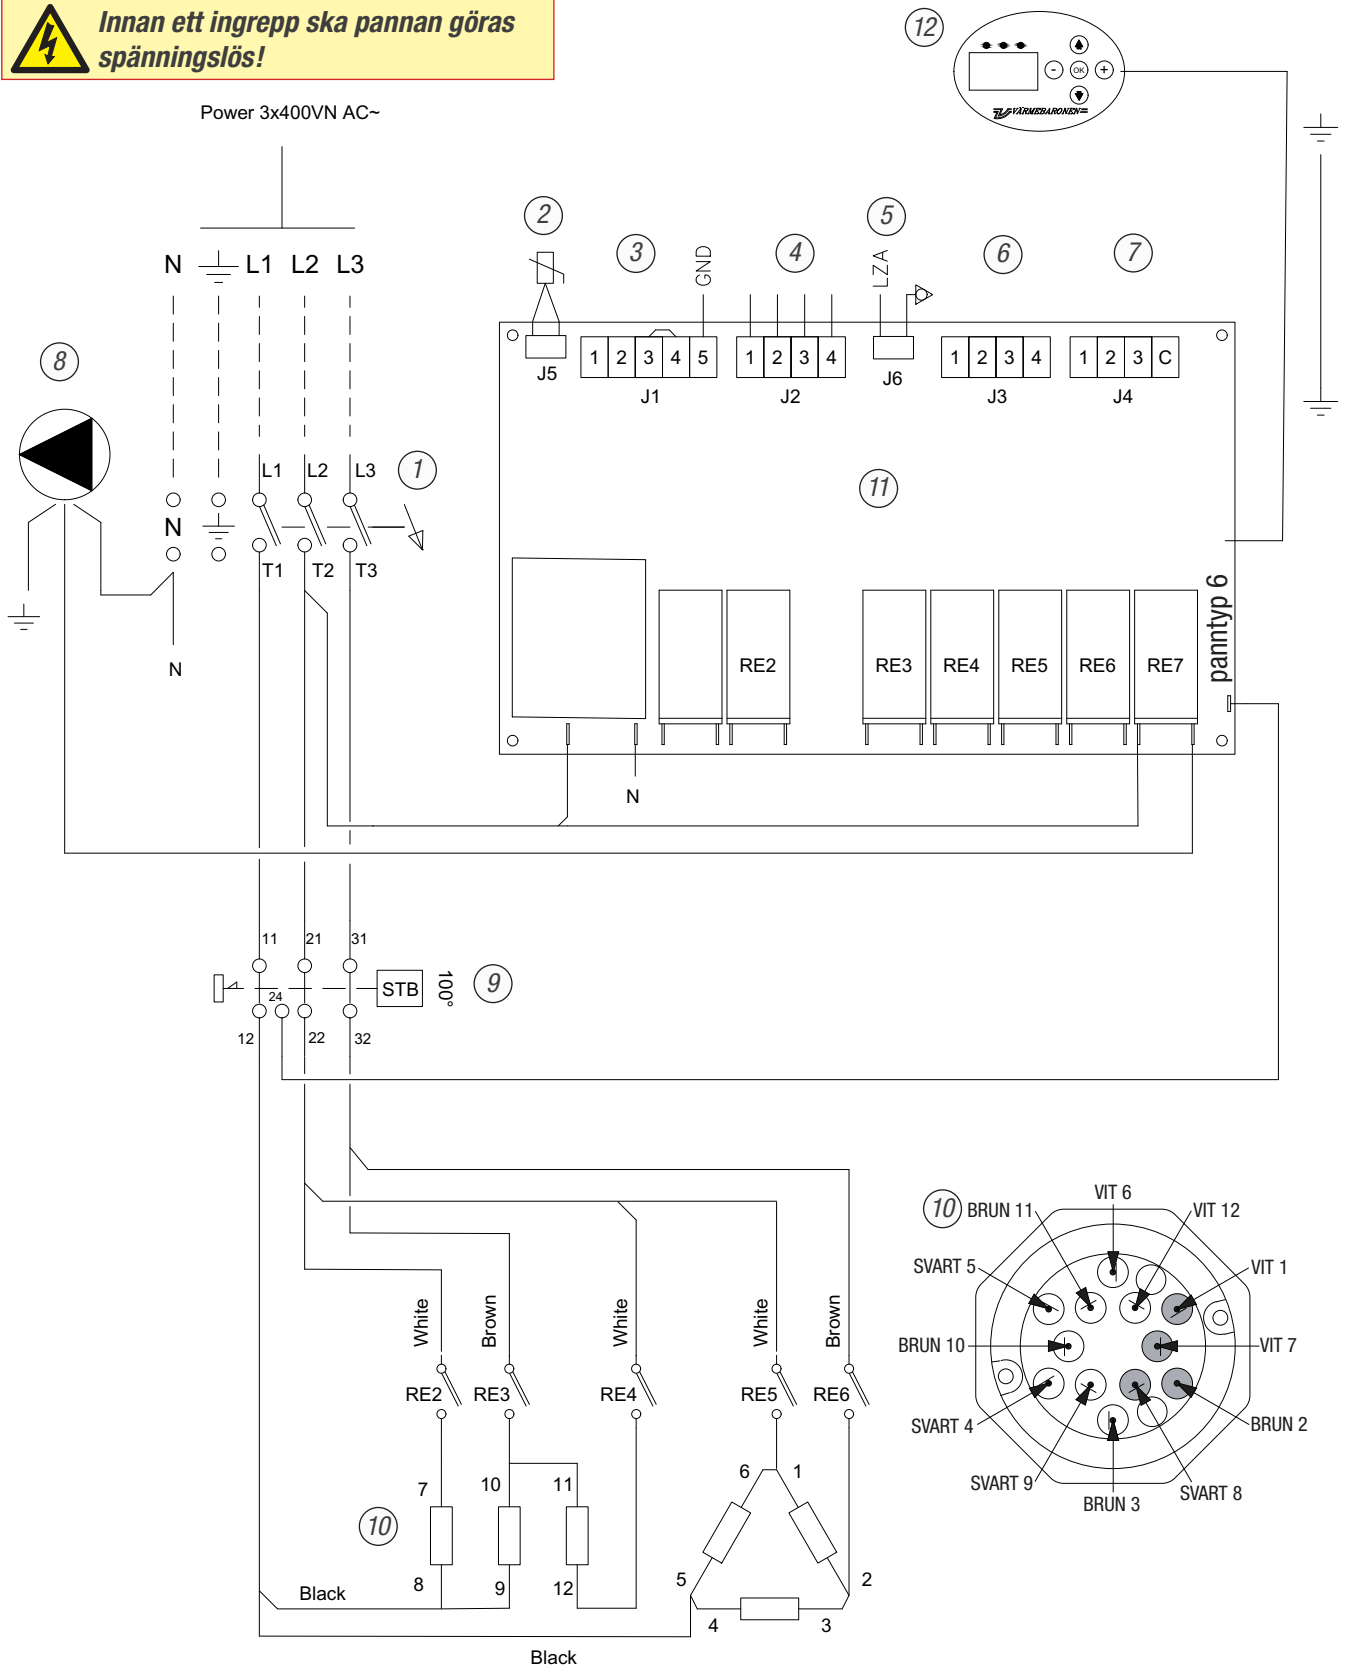 Innan ett ingrepp ska pannan göras
spänningslös!
12
OK
VÄRMEBARONEN
Power 3x400VN AC~
2
3
GND
4
5
LZA
6
7
N L1 L2 L3
8
1 2 3 4 5
1 2 3 4
1 2 3 4
1 2 3 C
J5
J1
J2
J6
J3
J4
L1 L2 L3
1
11
N
T1 T2 T3
N
RE2
RE3
RE4
RE5
RE6
RE7
panntyp 6
N
11 21 31
24
STB
100°
9
12 22 32
White
Brown
White
White
Brown
RE2
RE3
RE4
RE5
RE6
7
10
11
6
1
10
8
9
12
5
2
4
3
Black
Black
10
VIT 6
BRUN 11
VIT 12
SVART 5
VIT 1
BRUN 10
VIT 7
SVART 4
BRUN 2
SVART 9
SVART 8
BRUN 3